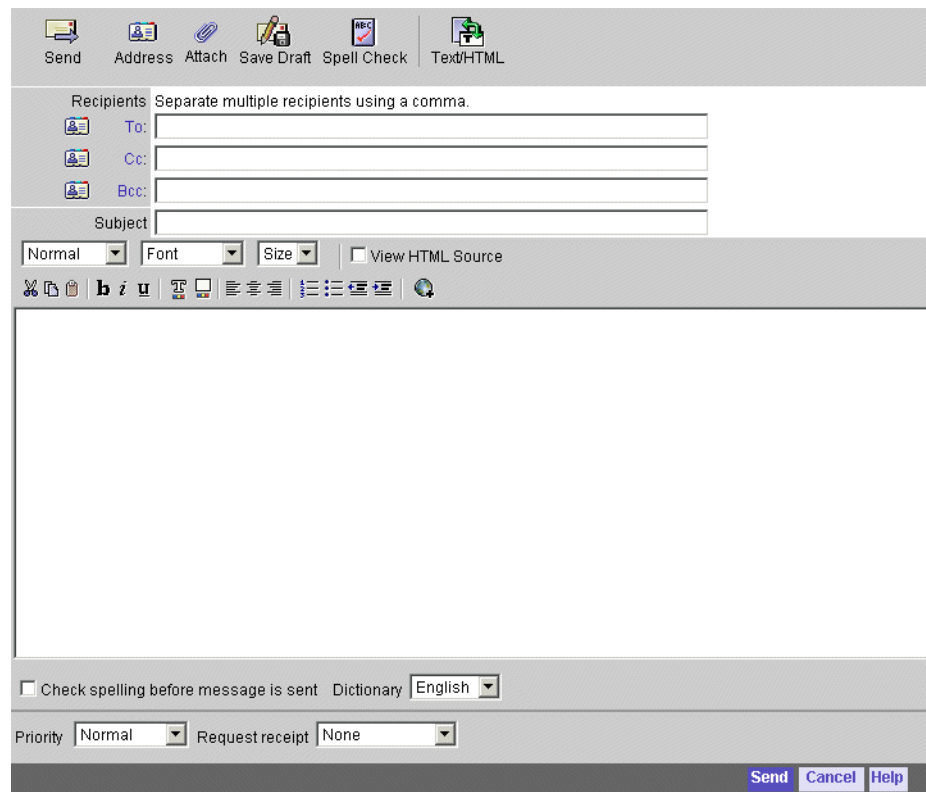 Send Address Attach Save Draft Spell Check Text/HTML
Recipients Separate multiple recipients using a comma.
To:
Cc:
Bcc:
Subject
Normal Font Size View HTML Source
b i u
Check spelling before message is sent Dictionary English
Priority Normal Request receipt None
Send Cancel Help